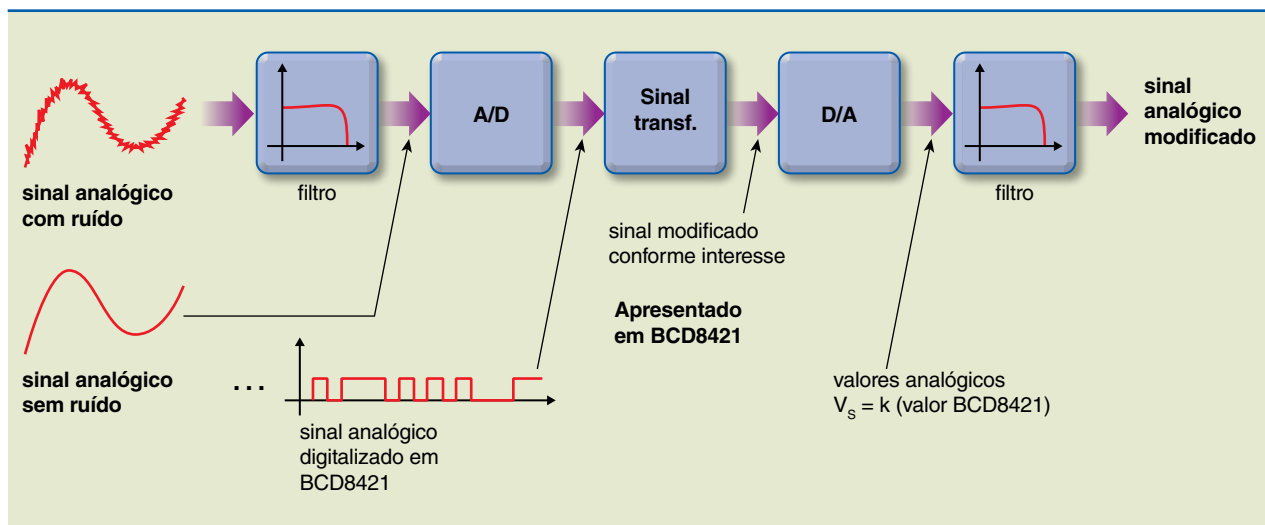 A/D
Sinal
transf.
D/A
sinal
analógico
modificado
sinal analógico
com ruído
filtro
filtro
sinal modificado
conforme interesse
Apresentado
em BCD8421
sinal analógico
sem ruído
...
sinal analógico
digitalizado em
BCD8421
valores analógicos
Vs = k (valor BCD8421)